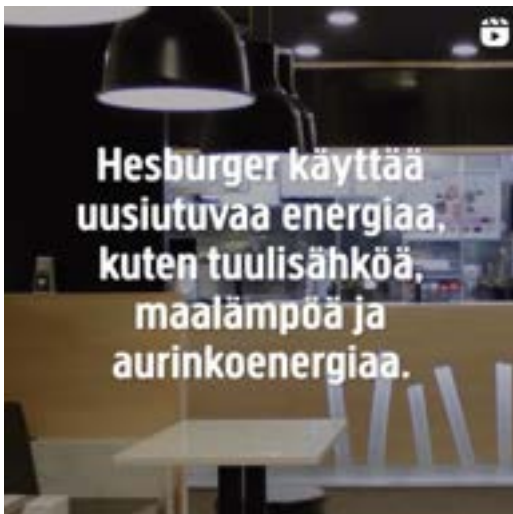 Hesburger käyttää
uusiutuvaa energiaa,
kuten tuulisähköä,
maalämpöä ja
aurinkoenergiaa.